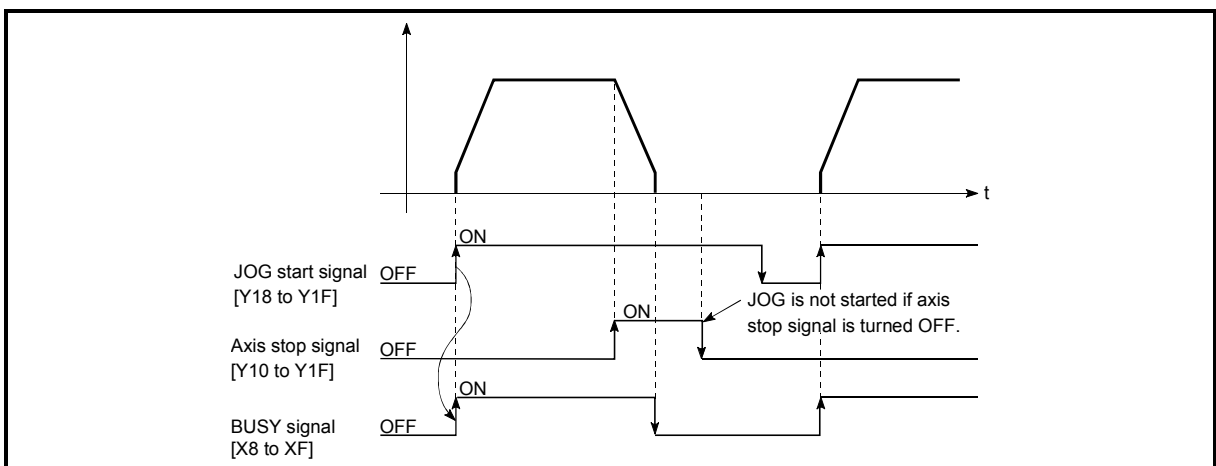 t
ON
JOG start signal
[Y18 to Y1F]
OFF
JOG is not started if axis
stop signal is turned OFF.
ON
Axis stop signal
[Y10 to Y1F]
OFF
ON
BUSY signal
[X8 to XF]
OFF